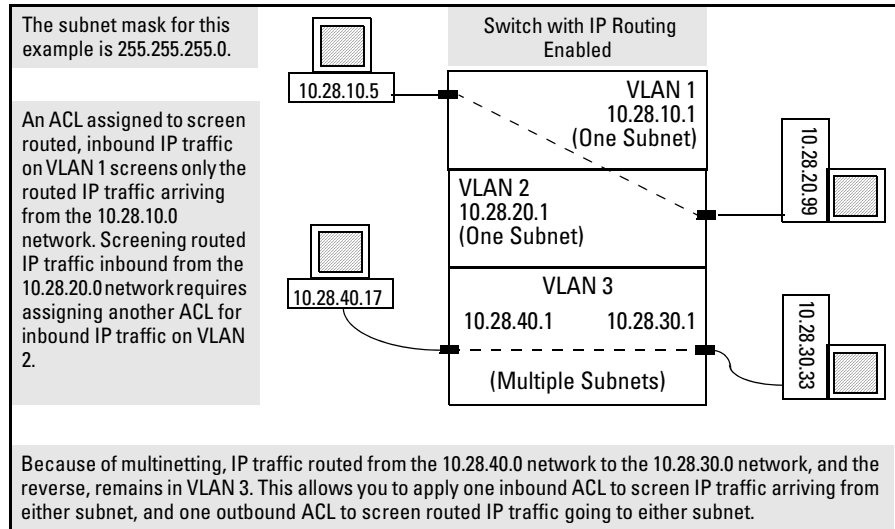 The subnet mask for this
example is 255.255.255.0.
An ACL assigned to screen
routed, inbound IP traffic
on VLAN 1 screens only the
routed IP traffic arriving
from the 10.28.10.0
network. Screening routed
IP traffic inbound from the
10.28.20.0 network requires
assigning another ACL for
inbound IP traffic on VLAN
2.
Switch with IP Routing
Enabled
10.28.10.5
VLAN 1
10.28.10.1
(One Subnet)
VLAN 2
10.28.20.1
(One Subnet)
10.28.20.99
10.28.40.17
VLAN 3
10.28.40.1 10.28.30.1
(Multiple Subnets)
10.28.30.33
Because of multinetting, IP traffic routed from the 10.28.40.0 network to the 10.28.30.0 network, and the
reverse, remains in VLAN 3. This allows you to apply one inbound ACL to screen IP traffic arriving from
either subnet, and one outbound ACL to screen routed IP traffic going to either subnet.